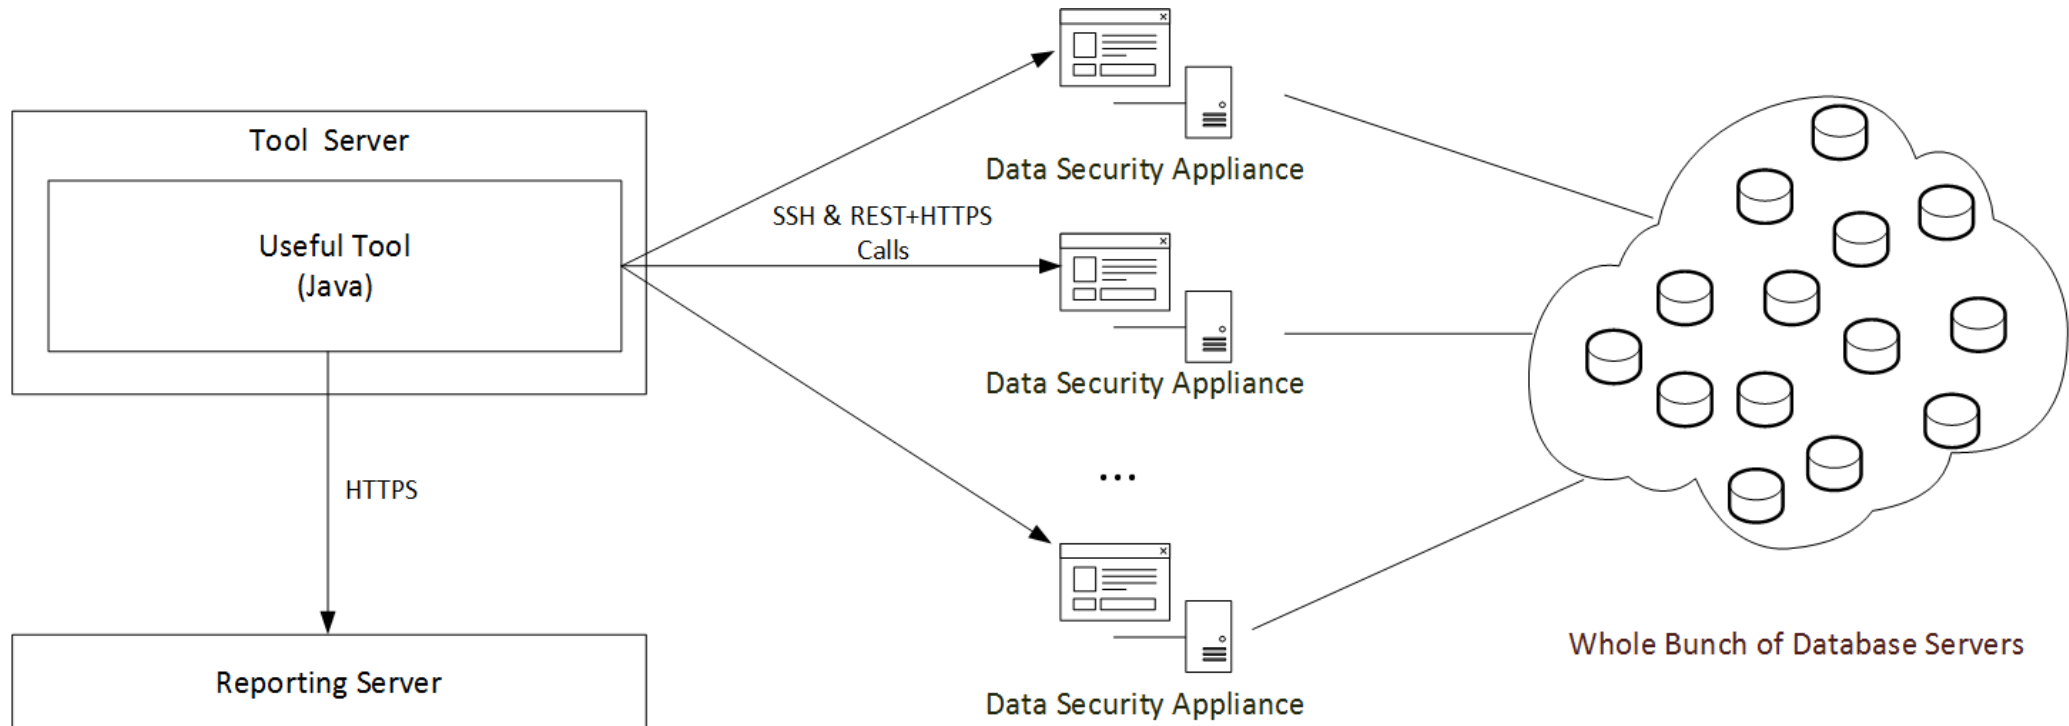 Tool Server
Useful Tool
(Java)
HTTPS
Reporting Server
SSH & REST+HTTPS
Calls
Data Security Appliance
Data Security Appliance
...
Data Security Appliance
Whole Bunch of Database Servers